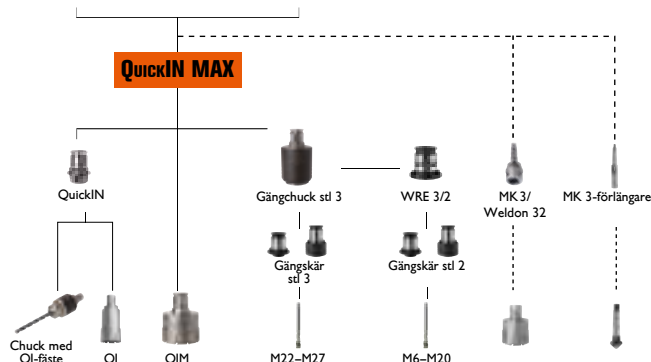 QuickIN MAX
QuickIN
Gängchuck stl 3
WRE 3/2
MK 3/
Weldon 32
MK 3-förlängare
Gängskär
stl 3
Gängskär stl 2
Chuck med
QI-fäste
QI
QIM
M22–M27
M6–M20